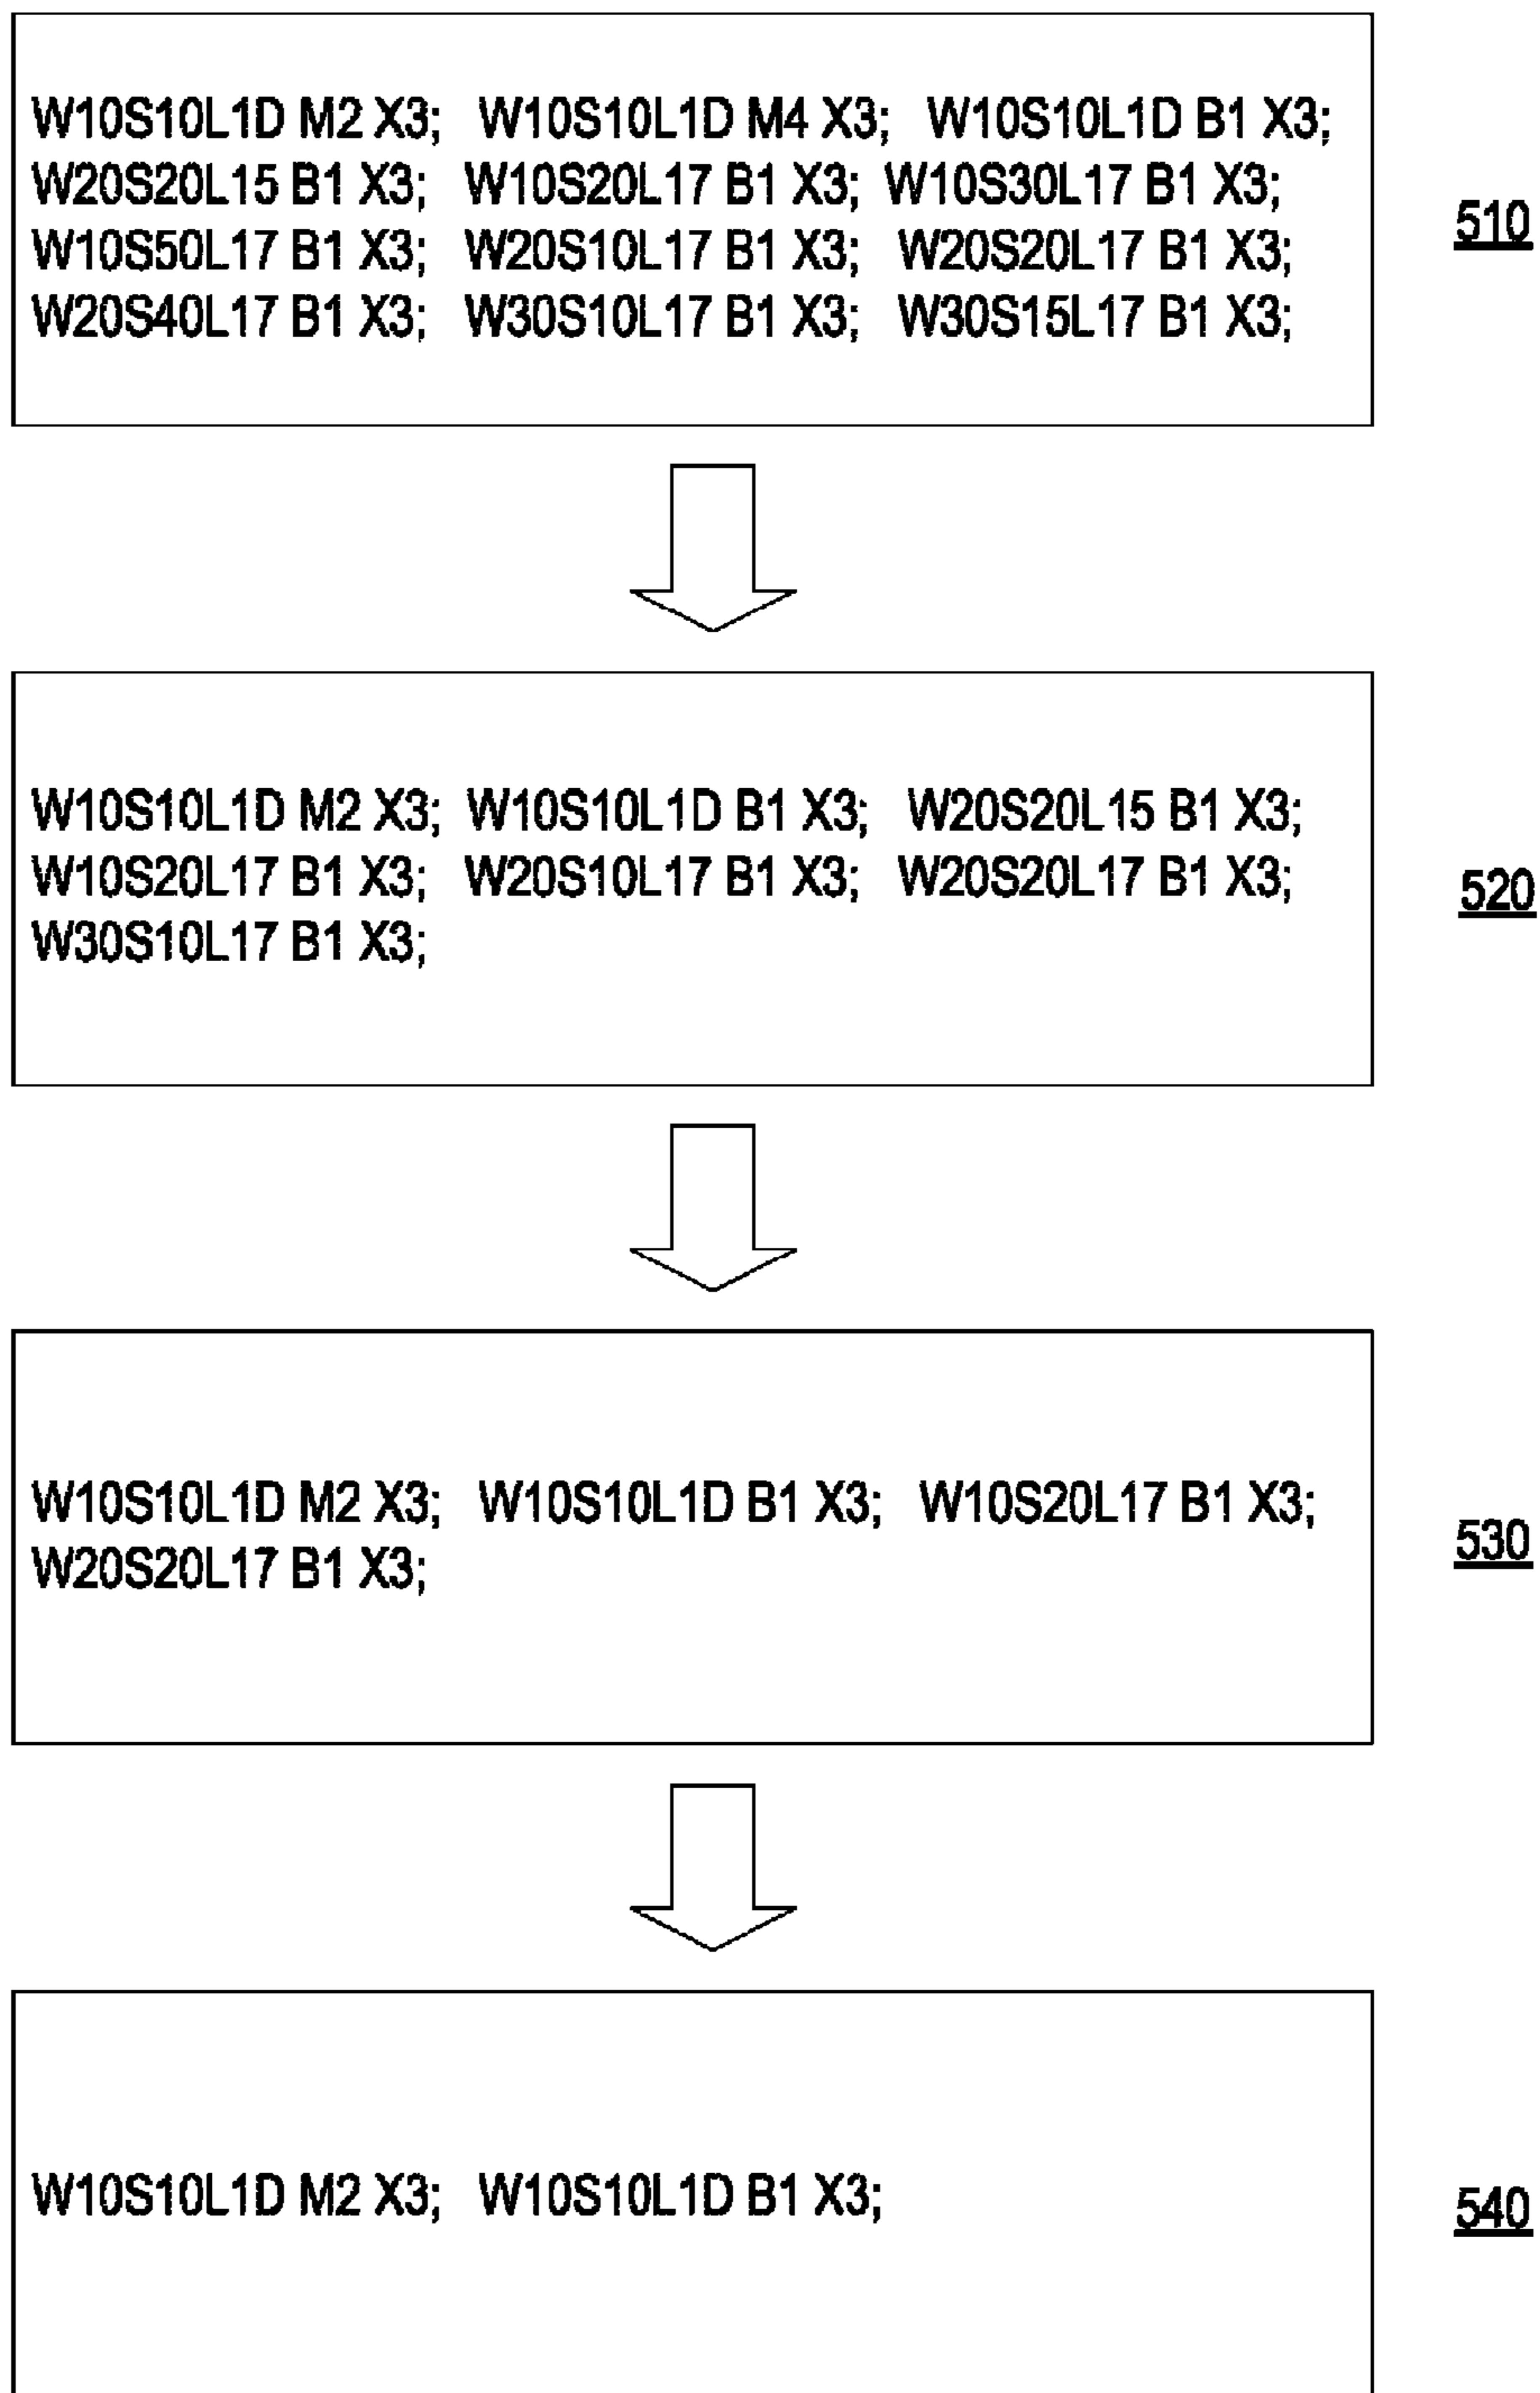 W10S10L1D M2 X3; W10S10L1D M4 X3; W10S10L1D B1 X3;
W20S20L15 B1 X3; W10S20L17 B1 X3; W10S30L17 B1 X3;
W10S50L17 B1 X3; W20S10L17 B1 X3; W20S20L17 B1 X3;
W20S40L17 B1 X3; W30S10L17 B1 X3; W30S15L17 B1 X3;
510
W10S10L1D M2 X3; W10S10L1D B1 X3; W20S20L15 B1 X3;
W10S20L17 B1 X3; W20S10L17 B1 X3; W20S20L17 B1 X3;
W30S10L17 B1 X3;
520
W10S10L1D M2 X3; W10S10L1D B1 X3; W10S20L17 B1 X3;
W20S20L17 B1 X3;
530
W10S10L1D M2 X3; W10S10L1D B1 X3;
540